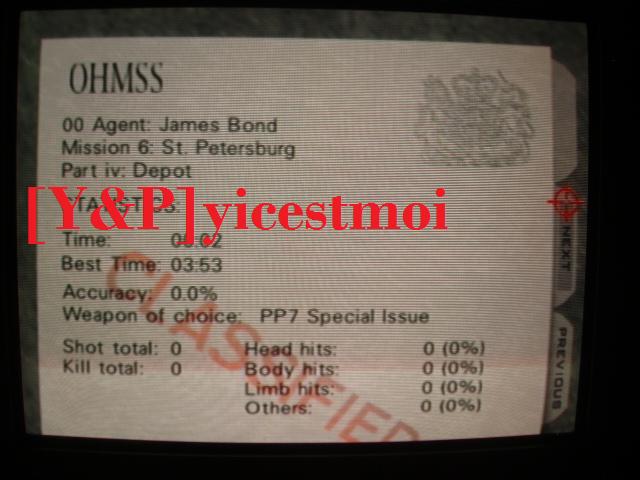 OHMSS
00 Agent: James Bond
Mission 6: St. Petersburg
Part iv: Depot
[Y&P]yicestmoi
Time:
Best Time: 03:53
Accuracy: 0.0%
Weapon of choice: PP7 Special Issue
Shot total: 0
Kill total: 0
Head hits: 0 (0%)
Body hits: 0 (0%)
Limb hits: 0 (0%)
Others: 0 (0%)
CLASSIFIED
NEXT
PREVIOUS